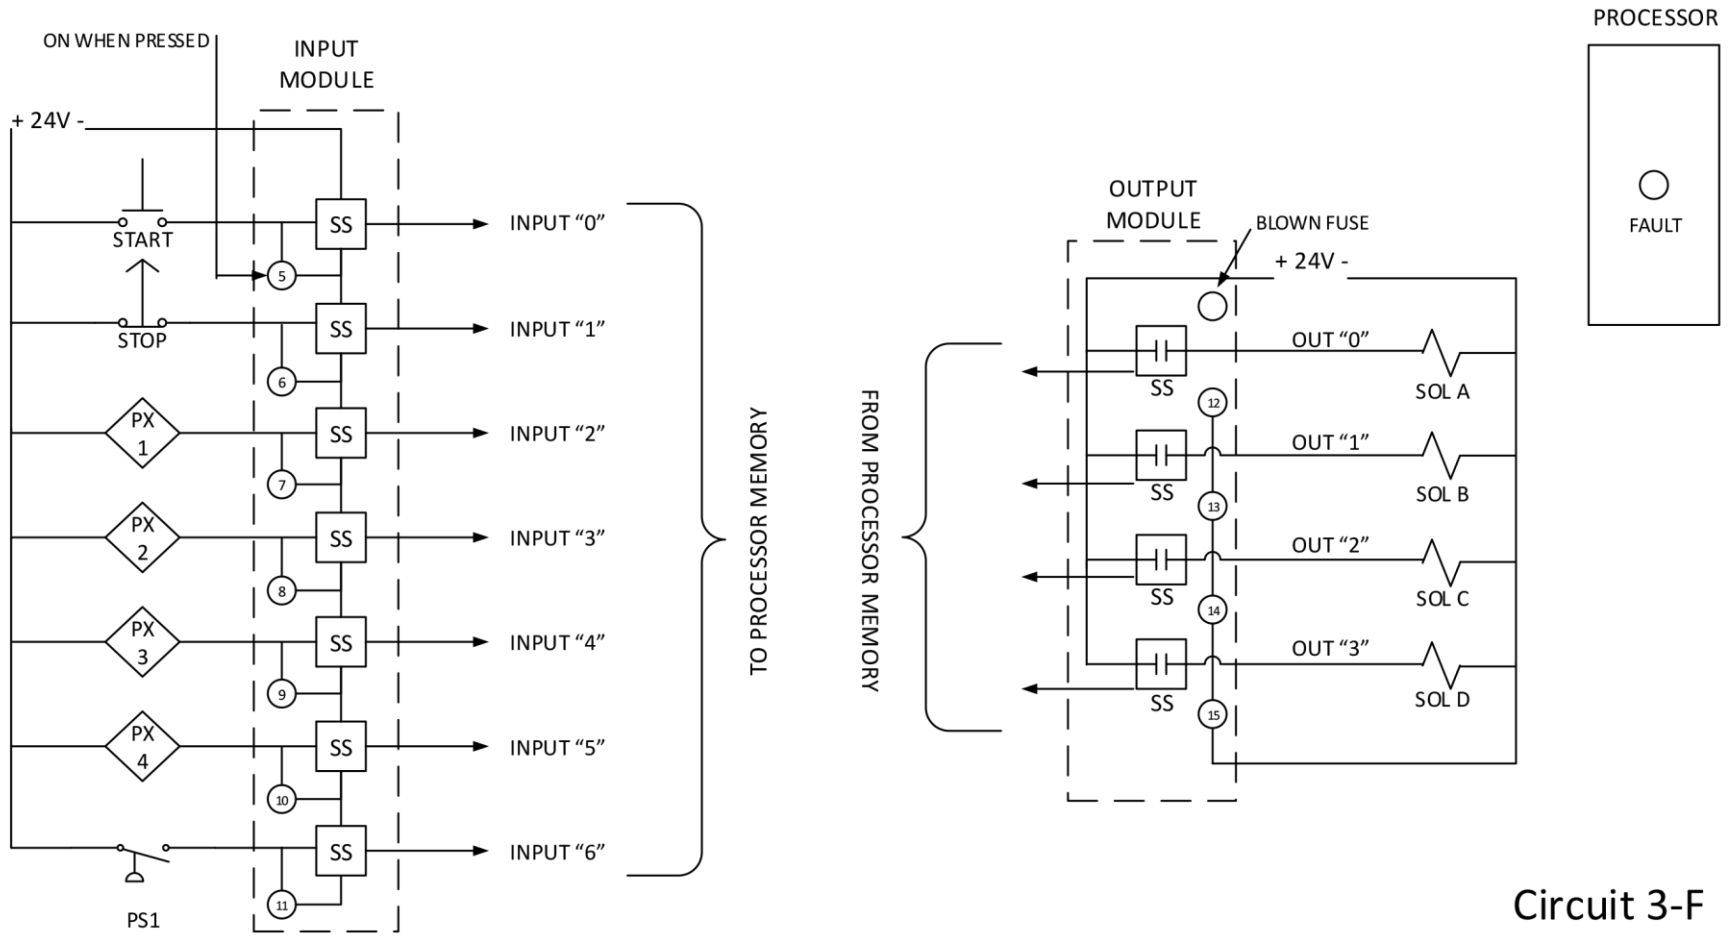 PROCESSOR
FAULT
ON WHEN PRESSED
INPUT
MODULE
+ 24V -
START
STOP
PX
1
PX
2
PX
3
PX
4
PS1
SS
5
SS
6
SS
7
SS
8
SS
9
SS
10
SS
11
INPUT “0”
INPUT “1”
INPUT “2”
INPUT “3”
INPUT “4”
INPUT “5”
INPUT “6”
TO PROCESSOR MEMORY
FROM PROCESSOR MEMORY
OUTPUT
MODULE
BLOWN FUSE
+ 24V -
SS
12
SS
13
SS
14
SS
15
OUT “0”
SOL A
OUT “1”
SOL B
OUT “2”
SOL C
OUT “3”
SOL D
Circuit 3-F